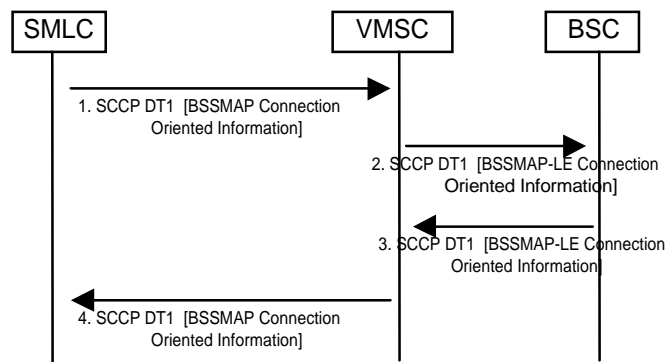 SMLC
VMSC
BSC
1. SCCP DT1 [BSSMAP Connection
Oriented Information]
2. SCCP DT1 [BSSMAP-LE Connection
Oriented Information]
3. SCCP DT1 [BSSMAP-LE Connection
Oriented Information]
4. SCCP DT1 [BSSMAP Connection
Oriented Information]